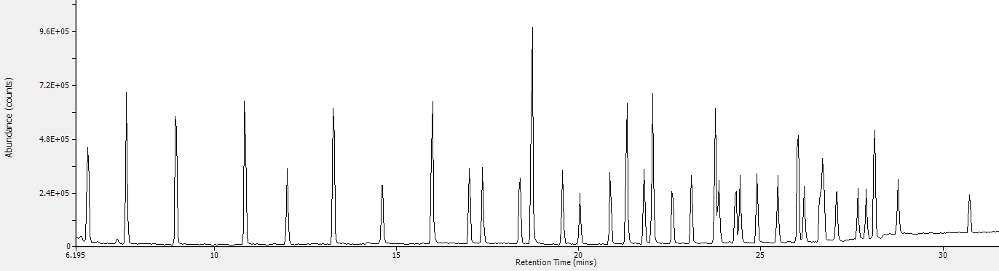 Abundance (counts)
9.6E+05
7.2E+05
4.8E+05
2.4E+05
0
6.195
10
15
20
25
30
Retention Time (mins)